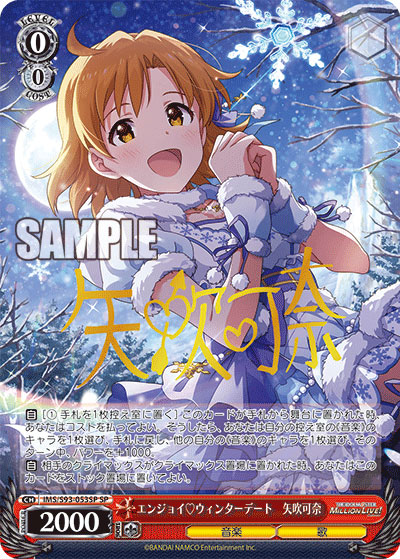 LEVEL
0
0
COST
SAMPLE
矢吹可奈
自 [① 手札を1枚控え室に置く] このカードが手札から舞台に置かれた時、
あなたはコストを払ってよい。そうしたら、あなたは自分の控え室の《音楽》の
キャラを1枚選び、手札に戻し、他の自分の《音楽》のキャラを1枚選び、その
ターン中、パワーを+1000。
自 相手のクライマックスがクライマックス置場に置かれた時、あなたはこの
カードをストック置場に置いてよい。
CH IMS/S93-053SP SP
エンジョイ♡ウィンターデート 矢吹可奈
THE IDOLM@STER
MILLION LIVE!
2000
音楽
歌
©BANDAI NAMCO Entertainment Inc.